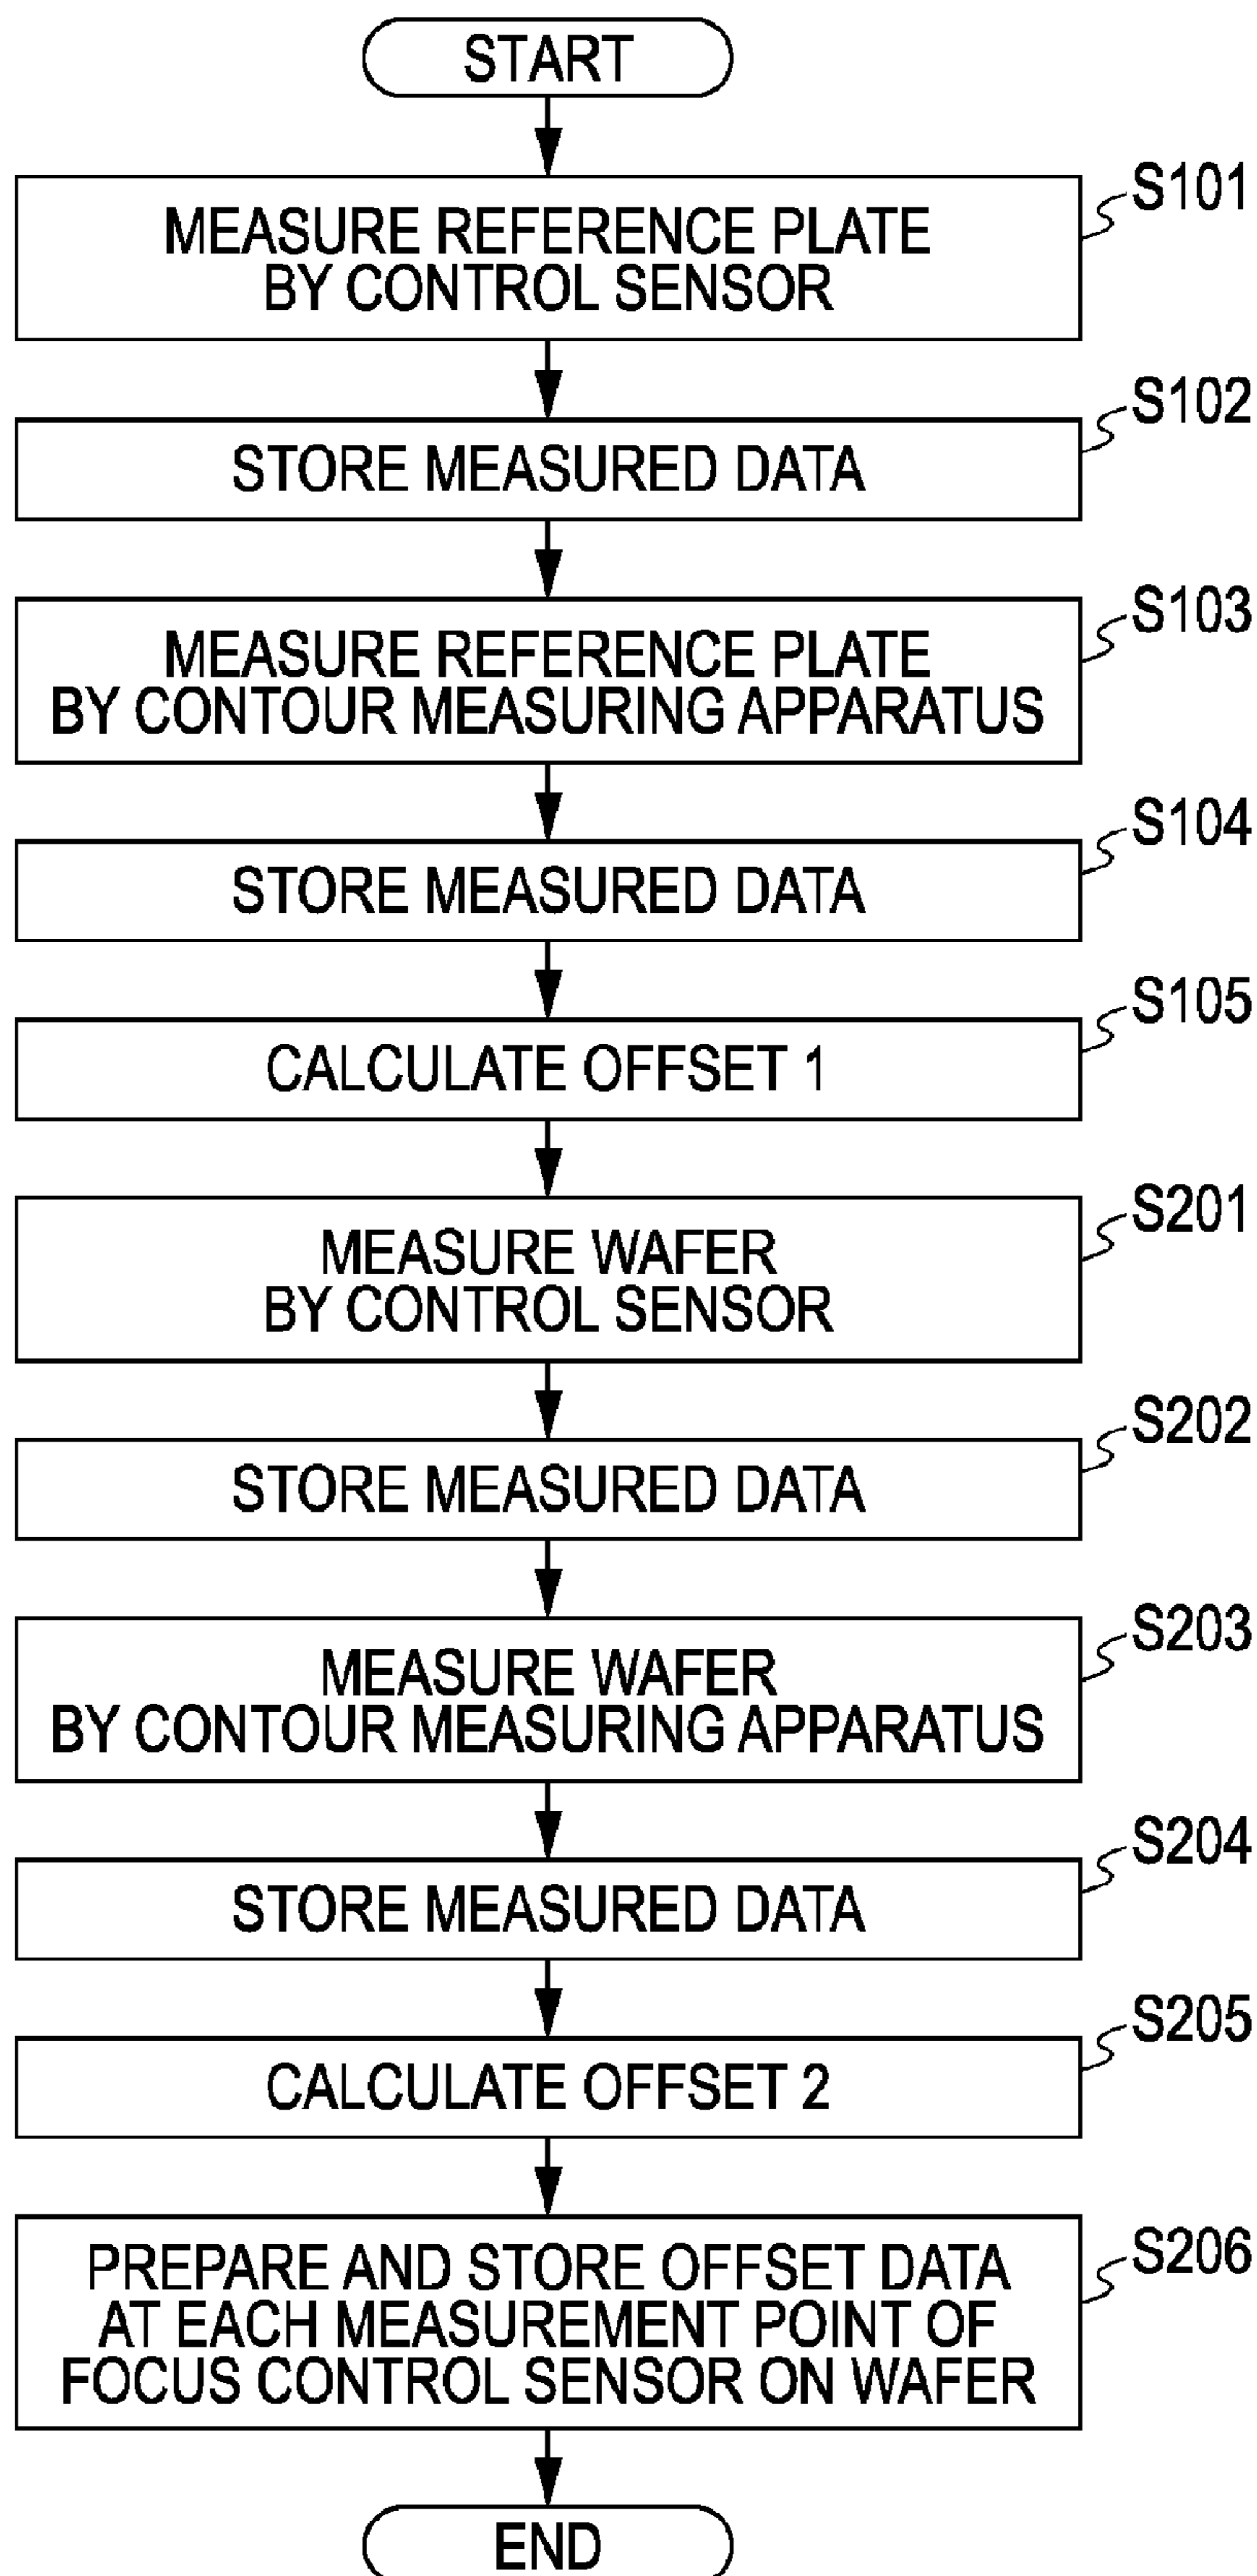 START
S101
MEASURE REFERENCE PLATE
BY CONTROL SENSOR
S102
STORE MEASURED DATA
S103
MEASURE REFERENCE PLATE
BY CONTOUR MEASURING APPARATUS
S104
STORE MEASURED DATA
S105
CALCULATE OFFSET 1
S201
MEASURE WAFER
BY CONTROL SENSOR
S202
STORE MEASURED DATA
S203
MEASURE WAFER
BY CONTOUR MEASURING APPARATUS
S204
STORE MEASURED DATA
S205
CALCULATE OFFSET 2
S206
PREPARE AND STORE OFFSET DATA
AT EACH MEASUREMENT POINT OF
FOCUS CONTROL SENSOR ON WAFER
END